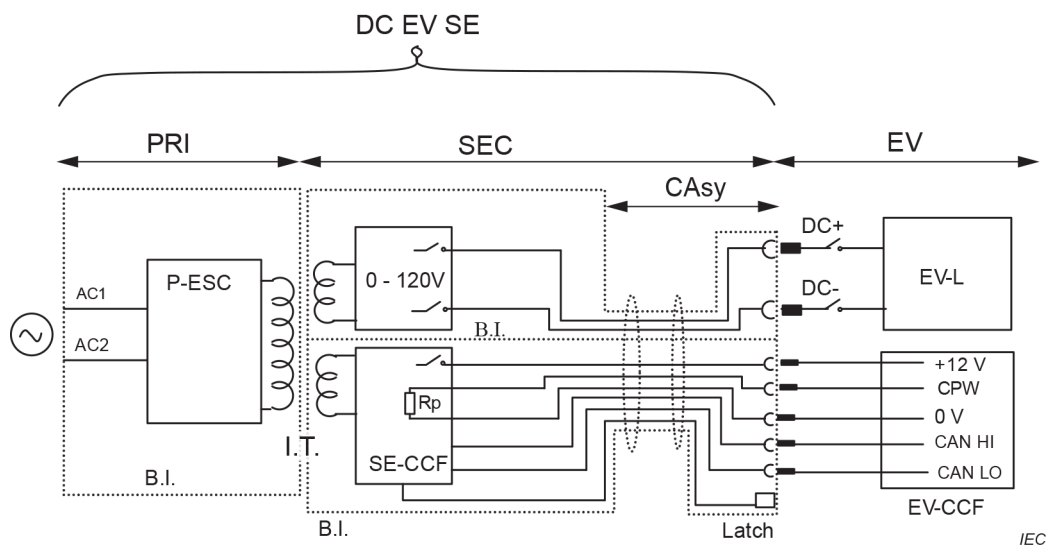 DC EV SE
PRI
SEC
EV
CAsy
AC1
AC2
P-ESC
0 - 120V
DC+
DC-
EV-L
B.I.
Rp
SE-CCF
I.T.
B.I.
B.I.
+12 V
CPW
0 V
CAN HI
CAN LO
EV-CCF
Latch
IEC